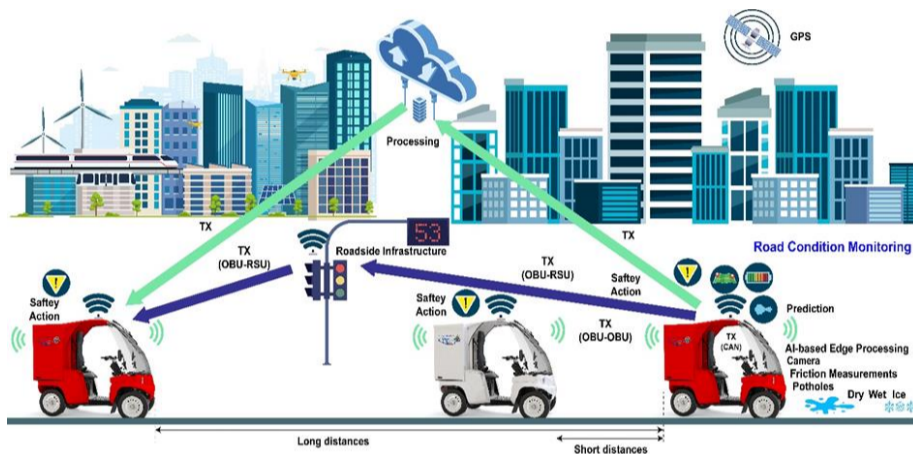 GPS
Processing
TX
TX
TX
(OBU-RSU)
53
Roadside Infrastructure
Road Condition Monitoring
TX
(OBU-RSU)
Saftey
Action
Saftey
Action
Saftey
Action
TX
(OBU-OBU)
TX
(CAN)
Prediction
AI-based Edge Processing
Camera
Friction Measurements
Potholes
Dry Wet Ice
Long distances
Short distances